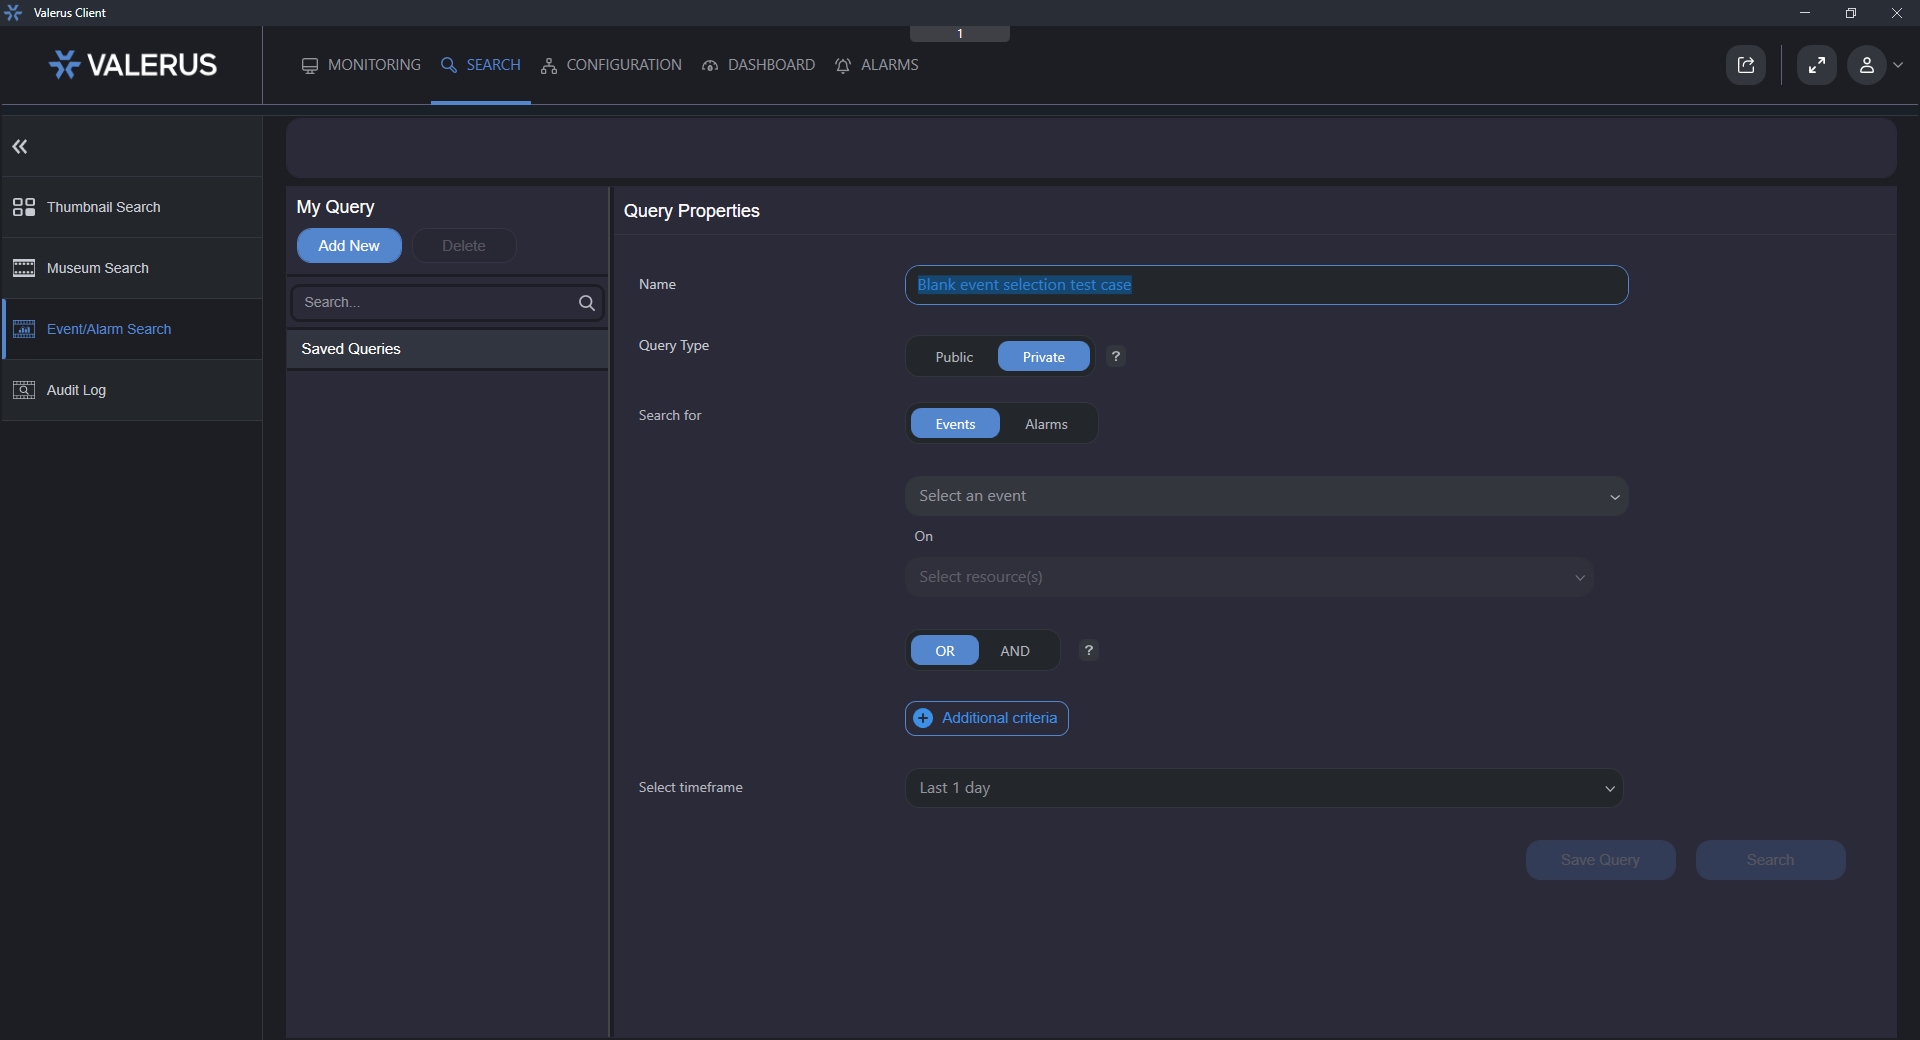 Valerus Client
1
VALERUS
MONITORING
SEARCH
CONFIGURATION
DASHBOARD
ALARMS
Thumbnail Search
Museum Search
Event/Alarm Search
Audit Log
My Query
Add New
Delete
Search...
Saved Queries
Query Properties
Name
Blank event selection test case
Query Type
Public
Private
?
Search for
Events
Alarms
Select an event
On
Select resource(s)
OR
AND
?
Additional criteria
Select timeframe
Last 1 day
Save Query
Search